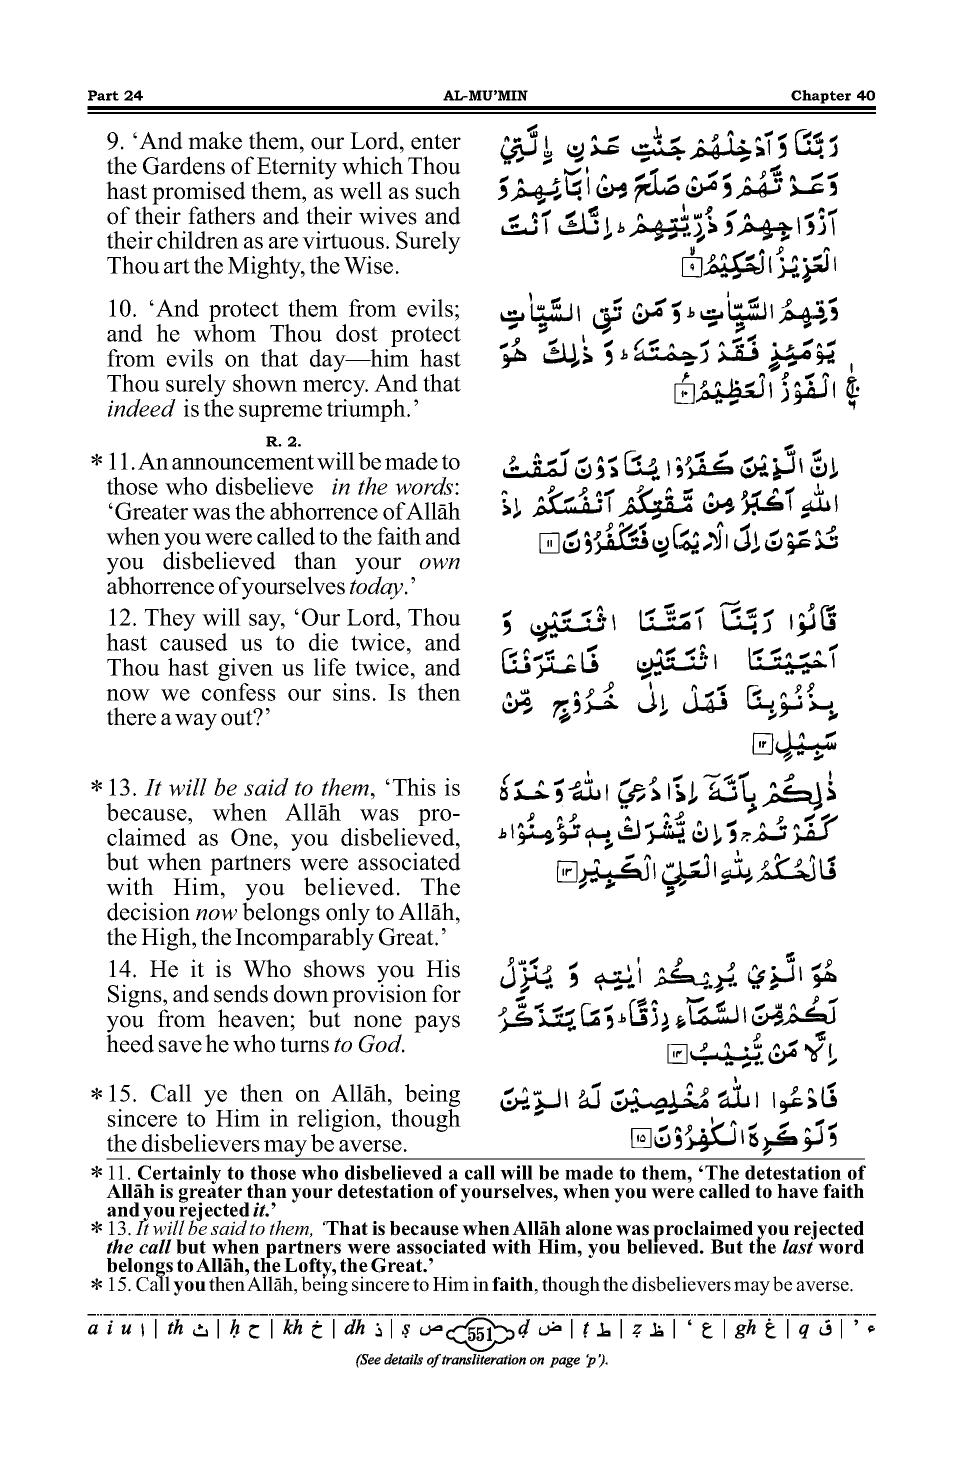 Part 24 AL-MU’MIN Chapter 40
9. ‘And make them, our Lord, enter
the Gardens of Eternity which Thou
hast promised them, as well as such
of their fathers and their wives and
their children as are virtuous. Surely
Thou art the Mighty, the Wise.
رَبَّنَا وَ اَدْخِلْهُمْ جَنّٰتِ عَدْنِ ِ۟الَّتِيْ
وَعَدْتَّهُمْ وَ مَنْ صَلَحَ مِنْ اٰبَآئِهِمْ وَ
اَزْوَاجِهِمْ وَ ذُرِّيّٰتِهِمْ ؕ اِنَّكَ اَنْتَ
الْعَزِيْزُ الْحَكِيْمُ ۙ۹
10. ‘And protect them from evils;
and he whom Thou dost protect
from evils on that day—him hast
Thou surely shown mercy. And that
indeed is the supreme triumph.’
وَقِهِمُ السَّيِّاٰتِ ؕ وَ مَنْ تَقِ السَّيِّاٰتِ
يَوْمَئِذٍ فَقَدْ رَحِمْتَهٗ ؕ وَ ذٰلِكَ هُوَ
الْفَوْزُ الْعَظِيْمُ ۱۰ ع
R. 2.
* 11. An announcement will be made to
those who disbelieve in the words:
‘Greater was the abhorrence of Allāh
when you were called to the faith and
you disbelieved than your own
abhorrence of yourselves today.’
اِنَّ الَّذِيْنَ كَفَرُوْا يُنَادَوْنَ لَمَقْتُ
اللّٰهِ اَكْبَرُ مِنْ مَّقْتِكُمْ اَنْفُسَكُمْ اِذْ
تُدْعَوْنَ اِلَى الْاِيْمَانِ فَتَكْفُرُوْنَ ۱۱
12. They will say, ‘Our Lord, Thou
hast caused us to die twice, and
Thou hast given us life twice, and
now we confess our sins. Is then
there a way out?’
قَالُوْا رَبَّنَآ اَمَتَّنَا اثْنَتَيْنِ وَ
اَحْيَيْتَنَا اثْنَتَيْنِ فَاعْتَرَفْنَا
بِذُنُوْبِنَا فَهَلْ اِلٰى خُرُوْجٍ مِّنْ
سَبِيْلٍ ۱۲
* 13. It will be said to them, ‘This is
because, when Allāh was pro-
claimed as One, you disbelieved,
but when partners were associated
with Him, you believed. The
decision now belongs only to Allāh,
the High, the Incomparably Great.’
ذٰلِكُمْ بِاَنَّهٗٓ اِذَا دُعِيَ اللّٰهُ وَحْدَهٗ
كَفَرْتُمْ ۚ وَ اِنْ يُّشْرَكْ بِهٖ تُؤْمِنُوْا ؕ
فَالْحُكْمُ لِلّٰهِ الْعَلِيِّ الْكَبِيْرِ ۱۳
14. He it is Who shows you His
Signs, and sends down provision for
you from heaven; but none pays
heed save he who turns to God.
هُوَ الَّذِيْ يُرِيْكُمْ اٰيٰتِهٖ وَ يُنَزِّلُ
لَكُمْ مِّنَ السَّمَآءِ رِزْقًا ؕ وَ مَا يَتَذَكَّرُ
اِلَّا مَنْ يُّنِيْبُ ۱۴
* 15. Call ye then on Allāh, being
sincere to Him in religion, though
the disbelievers may be averse.
فَادْعُوا اللّٰهَ مُخْلِصِيْنَ لَهُ الدِّيْنَ
وَ لَوْ كَرِهَ الْكٰفِرُوْنَ ۱۵
* 11. Certainly to those who disbelieved a call will be made to them, ‘The detestation of
Allāh is greater than your detestation of yourselves, when you were called to have faith
and you rejected it.’
* 13. It will be said to them, ‘That is because when Allāh alone was proclaimed you rejected
the call but when partners were associated with Him, you believed. But the last word
belongs to Allāh, the Lofty, the Great.’
* 15. Call you then Allāh, being sincere to Him in faith, though the disbelievers may be averse.
a i u ا | th ث | ḥ ح | kh خ | dh ذ | ṣ ص 551 ḍ ض | ṭ ط | ẓ ظ | ‘ ع | gh غ | q ق | ’ ء
(See details of transliteration on page ‘p’).